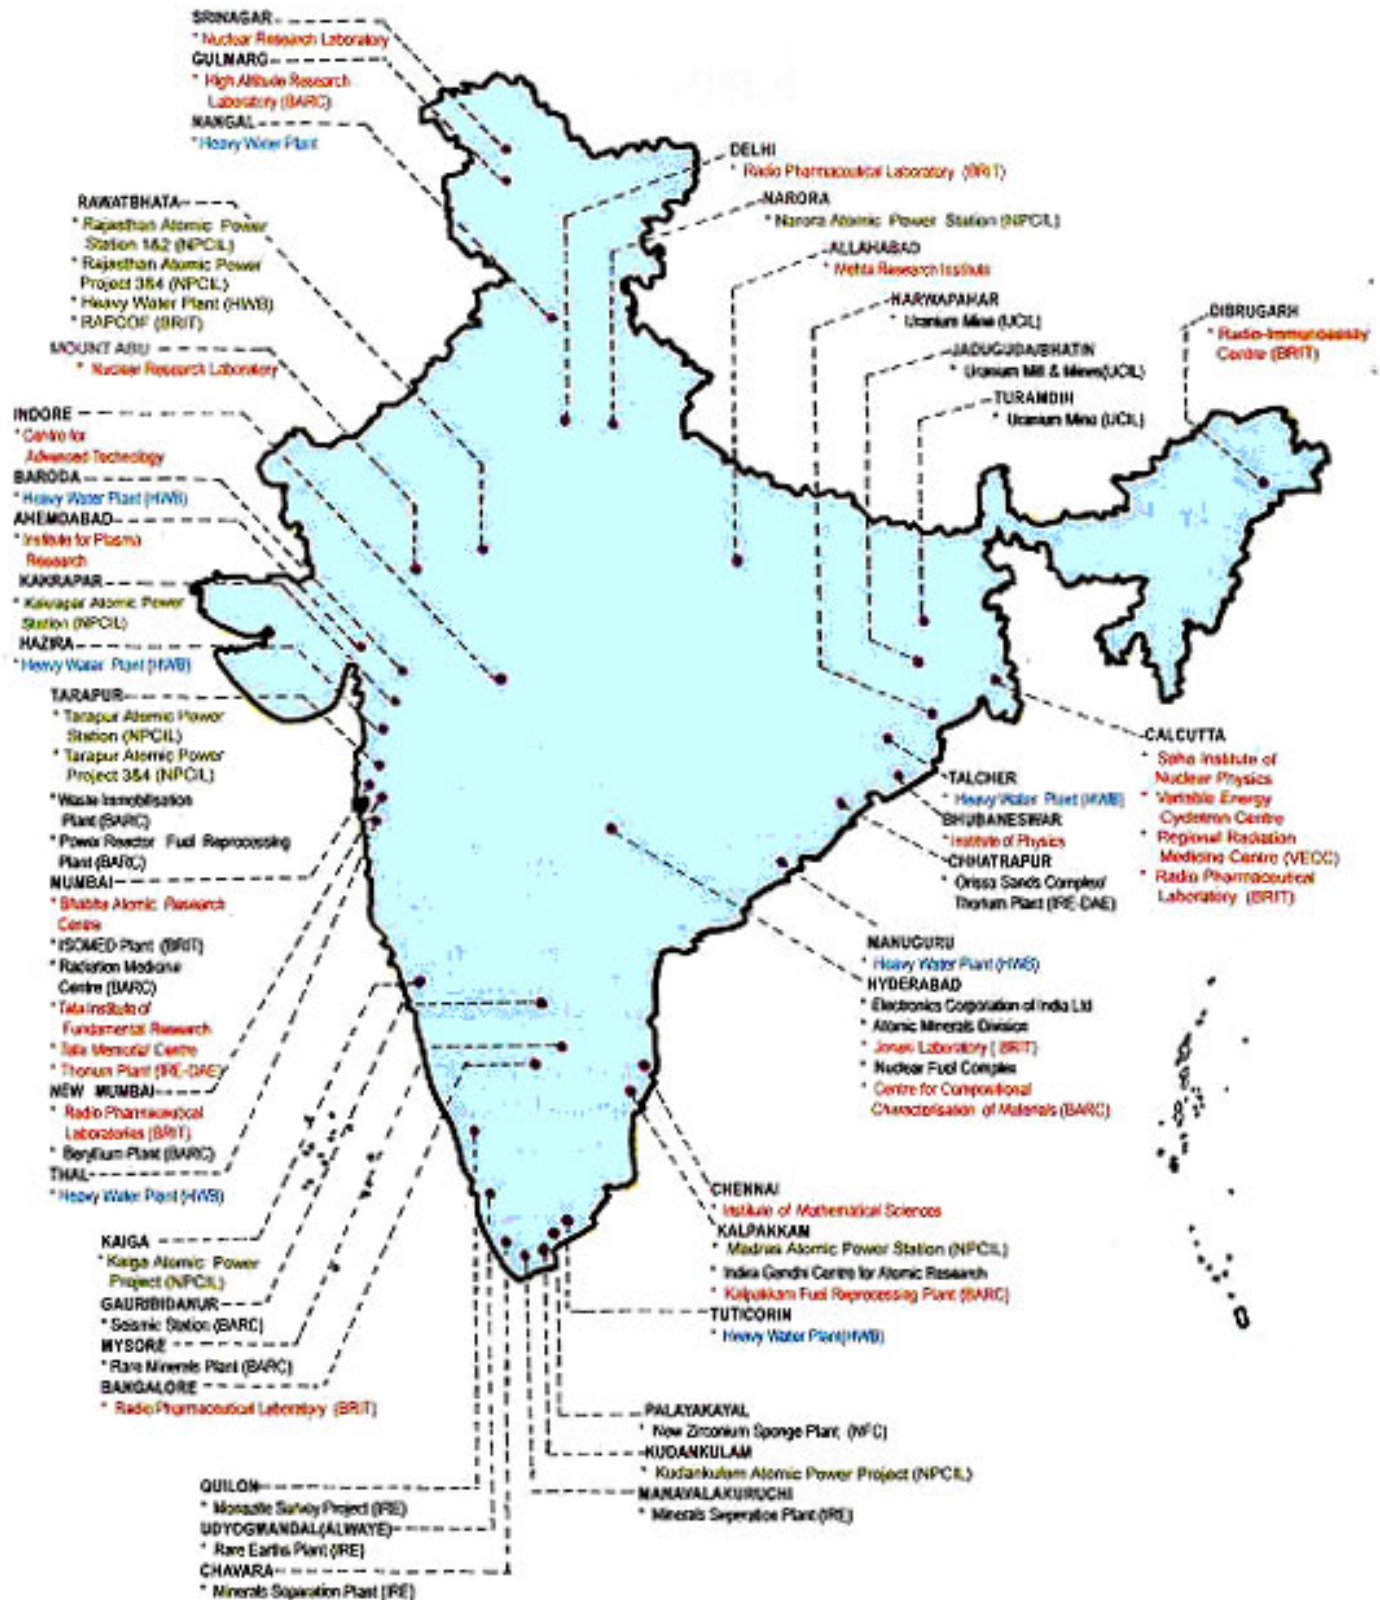 SRINAGAR
* Nuclear Research Laboratory
GULMARG
* High Altitude Research
Laboratory (BARC)
NANGAL
* Heavy Water Plant
RAWATBHATA
* Rajasthan Atomic Power
Station 1&2 (NPCIL)
* Rajasthan Atomic Power
Project 3&4 (NPCIL)
* Heavy Water Plant (HWB)
* RAPCOF (BRIT)
MOUNT ABU
* Nuclear Research Laboratory
INDORE
* Centre for
Advanced Technology
BARODA
* Heavy Water Plant (HWB)
AHEMDABAD
* Institute for Plasma
Research
KAKRAPAR
* Kakrapar Atomic Power
Station (NPCIL)
HAZIRA
* Heavy Water Plant (HWB)
TARAPUR
* Tarapur Atomic Power
Station (NPCIL)
* Tarapur Atomic Power
Project 3&4 (NPCIL)
* Waste Immobilisation
Plant (BARC)
* Power Reactor Fuel Reprocessing
Plant (BARC)
MUMBAI
* Bhabha Atomic Research
Centre
* ISOMED Plant (BRIT)
* Radiation Medicine
Centre (BARC)
* Tata Institute of
Fundamental Research
* Tata Memorial Centre
* Thorium Plant (IRE-DAE)
NEW MUMBAI
* Radio Pharmaceutical
Laboratories (BRIT)
* Beryllium Plant (BARC)
THAL
* Heavy Water Plant (HWB)
KAIGA
* Kaiga Atomic Power
Project (NPCIL)
GAURIBIDANUR
* Seismic Station (BARC)
MYSORE
* Rare Minerals Plant (BARC)
BANGALORE
* Radio Pharmaceutical Laboratory (BRIT)
QUILON
* Monazite Survey Project (IRE)
UDYOGMANDAL(ALWAYE)
* Rare Earths Plant (IRE)
CHAVARA
* Minerals Separation Plant (IRE)
DELHI
* Radio Pharmaceutical Laboratory (BRIT)
NARORA
* Narora Atomic Power Station (NPCIL)
ALLAHABAD
* Mehta Research Institute
NARWAPAHAR
* Uranium Mine (UCIL)
JADUGUDA/BHATIN
* Uranium Mill & Mines(UCIL)
TURAMDIH
* Uranium Mine (UCIL)
DIBRUGARH
* Radio-Immunoassay
Centre (BRIT)
CALCUTTA
* Saha Institute of
Nuclear Physics
* Variable Energy
Cyclotron Centre
* Regional Radiation
Medicine Centre (VECC)
* Radio Pharmaceutical
Laboratory (BRIT)
TALCHER
* Heavy Water Plant (HWB)
BHUBANESWAR
* Institute of Physics
CHHATRAPUR
* Orissa Sands Complex/
Thorium Plant (IRE-DAE)
MANUGURU
* Heavy Water Plant (HWB)
HYDERABAD
* Electronics Corporation of India Ltd
* Atomic Minerals Division
* Jonaki Laboratory ( BRIT)
* Nuclear Fuel Complex
* Centre for Compositional
Characterisation of Materials (BARC)
CHENNAI
* Institute of Mathematical Sciences
KALPAKKAM
* Madras Atomic Power Station (NPCIL)
* Indira Gandhi Centre for Atomic Research
* Kalpakkam Fuel Reprocessing Plant (BARC)
TUTICORIN
* Heavy Water Plant(HWB)
PALAYAKAYAL
* New Zirconium Sponge Plant, (NFC)
KUDANKULAM
* Kudankulam Atomic Power Project (NPCIL)
MANAVALAKURUCHI
* Minerals Seperation Plant (IRE)